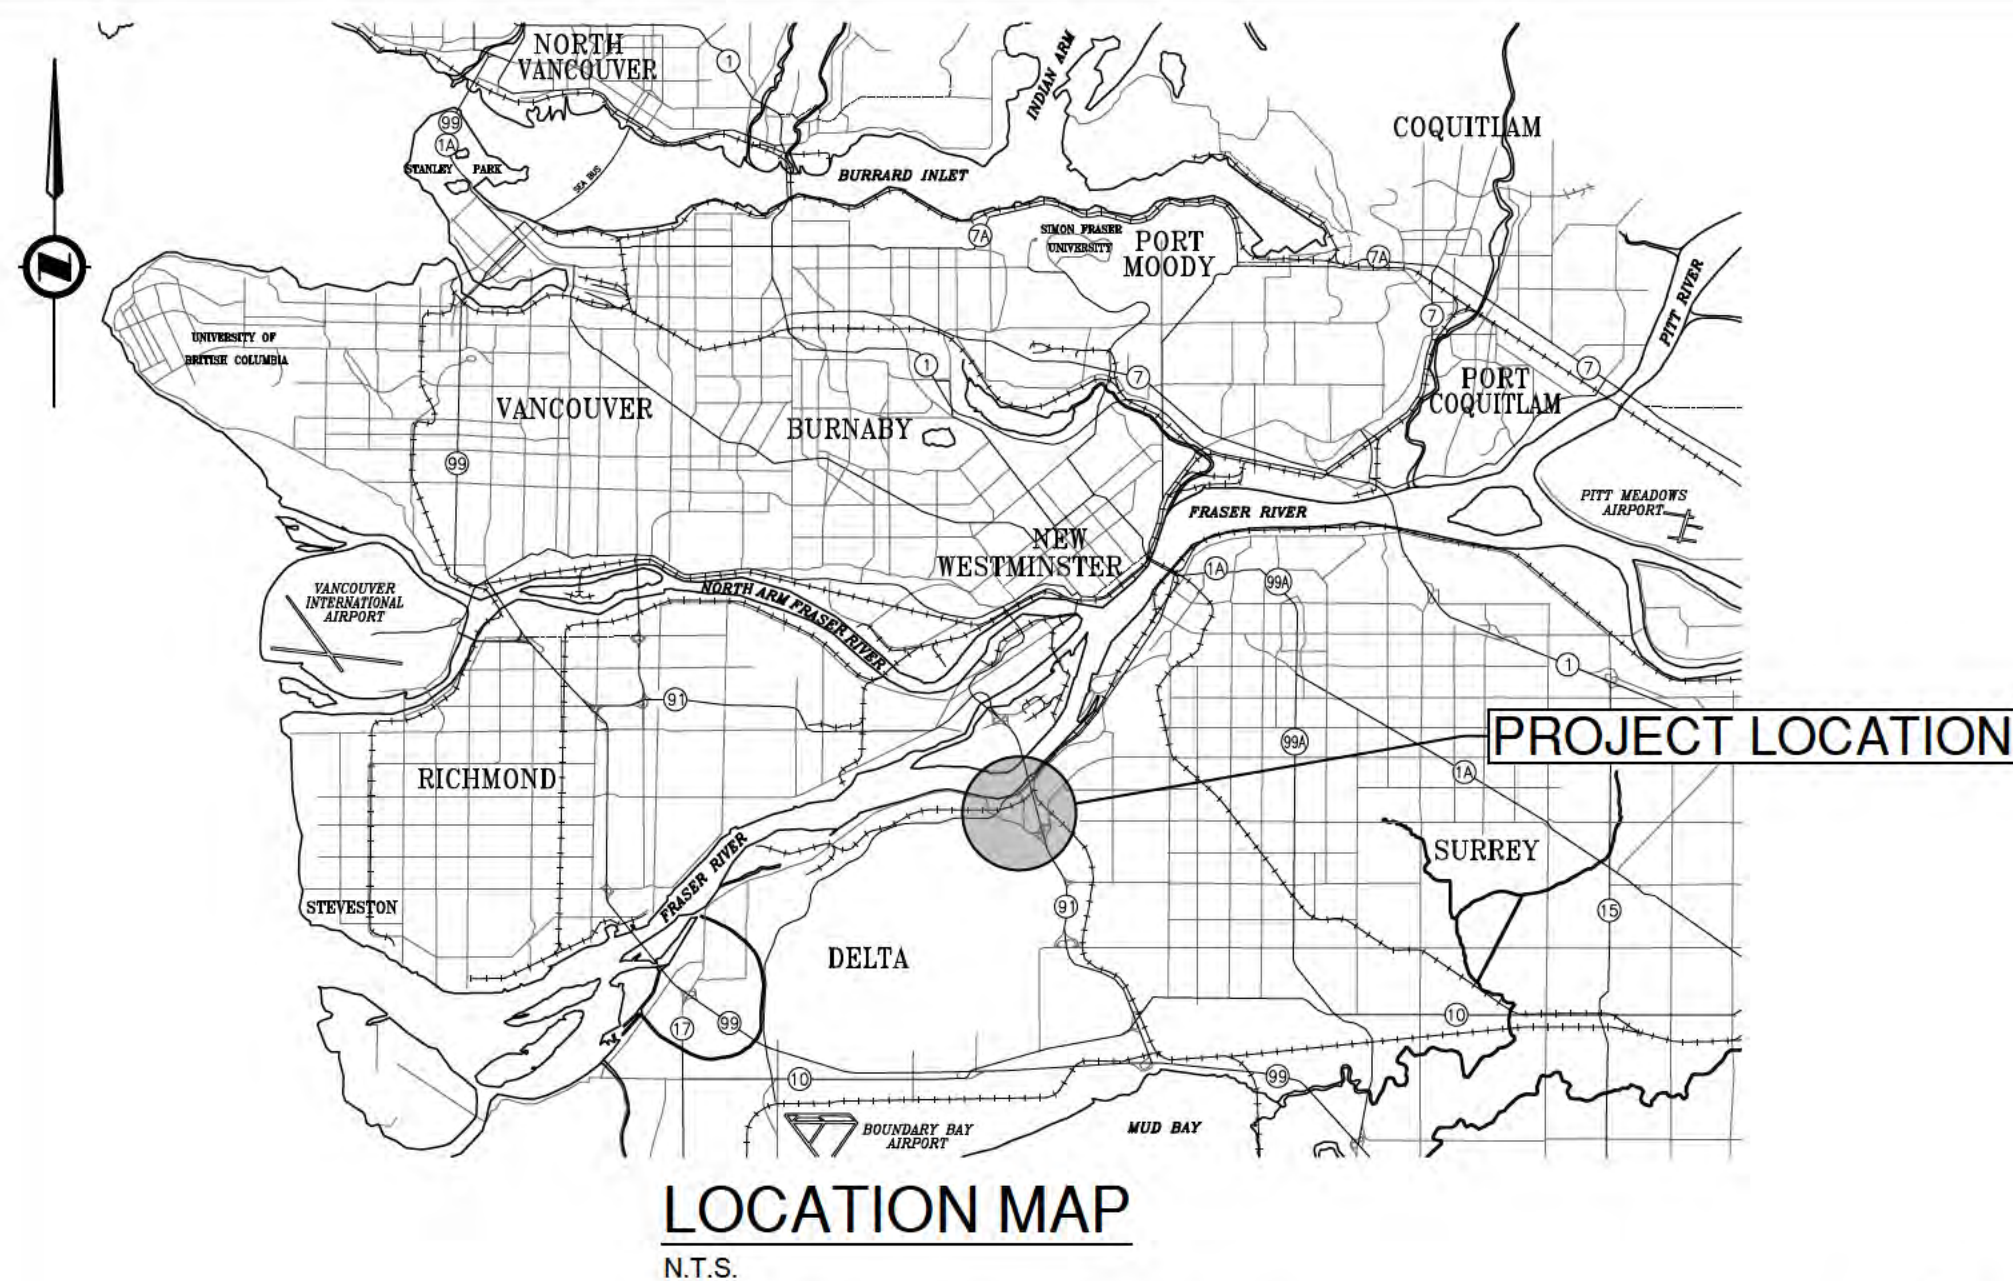 NORTH
VANCOUVER
1
INDIAN ARM
COQUITLAM
99
1A
STANLEY PARK
SEA BUS
BURRARD INLET
7A
SIMON FRASER
UNIVERSITY
PORT
MOODY
7A
PITT RIVER
N
7
UNIVERSITY OF
BRITISH COLUMBIA
1
7
7
PORT
COQUITLAM
VANCOUVER
BURNABY
99
PITT MEADOWS
AIRPORT
FRASER RIVER
NEW
WESTMINSTER
1A
99A
VANCOUVER
INTERNATIONAL
AIRPORT
NORTH ARM FRASER RIVER
1
91
PROJECT LOCATION
99A
1A
RICHMOND
SURREY
FRASER RIVER
STEVESTON
91
15
DELTA
17
99
10
10
99
BOUNDARY BAY
AIRPORT
MUD BAY
LOCATION MAP
N.T.S.